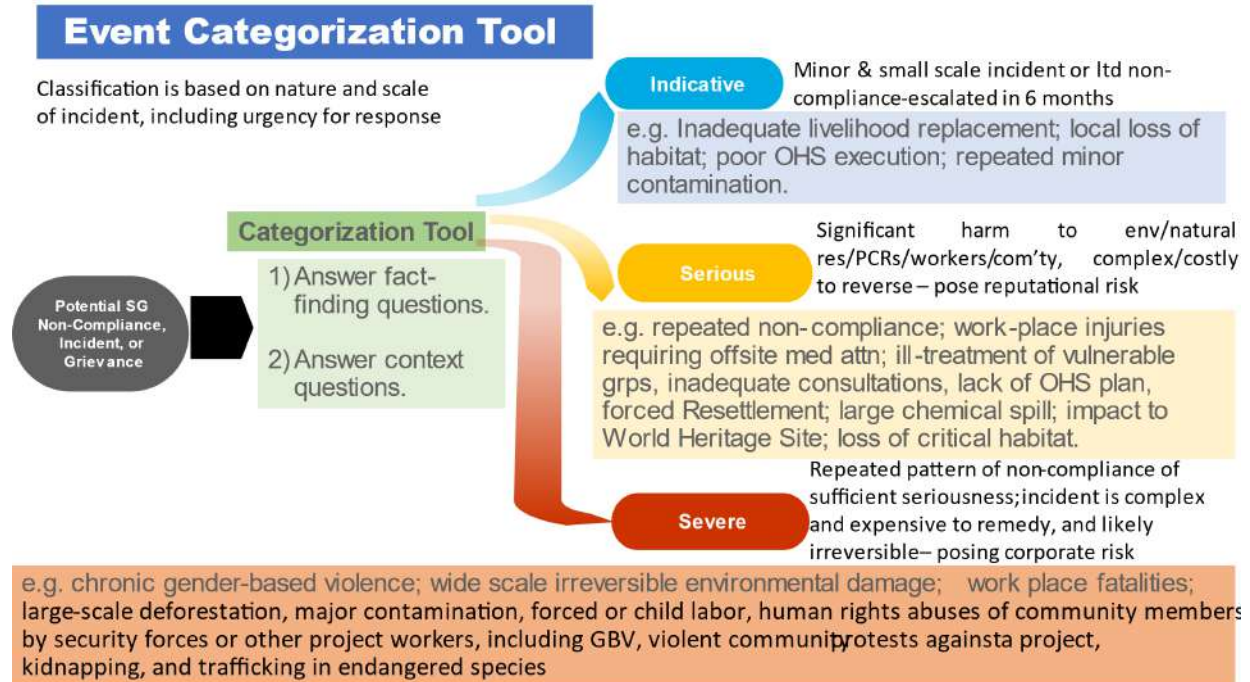 Event Categorization Tool
Classification is based on nature and scale
of incident, including urgency for response
Indicative
Minor & small scale incident or ltd non-
compliance-escalated in 6 months
e.g. Inadequate livelihood replacement; local loss of
habitat; poor OHS execution; repeated minor
contamination.
Potential SG
Non-Compliance,
Incident, or
Grievance
Categorization Tool
1) Answer fact-
finding questions.
2) Answer context
questions.
Serious
Significant harm to env/natural
res/PCRs/workers/com'ty, complex/costly
to reverse – pose reputational risk
e.g. repeated non-compliance; work-place injuries
requiring offsite med attn; ill-treatment of vulnerable
grps, inadequate consultations, lack of OHS plan,
forced Resettlement; large chemical spill; impact to
World Heritage Site; loss of critical habitat.
Severe
Repeated pattern of non-compliance of
sufficient seriousness; incident is complex
and expensive to remedy, and likely
irreversible– posing corporate risk
e.g. chronic gender-based violence; wide scale irreversible environmental damage; work place fatalities;
large-scale deforestation, major contamination, forced or child labor, human rights abuses of community members
by security forces or other project workers, including GBV, violent community protests against a project,
kidnapping, and trafficking in endangered species